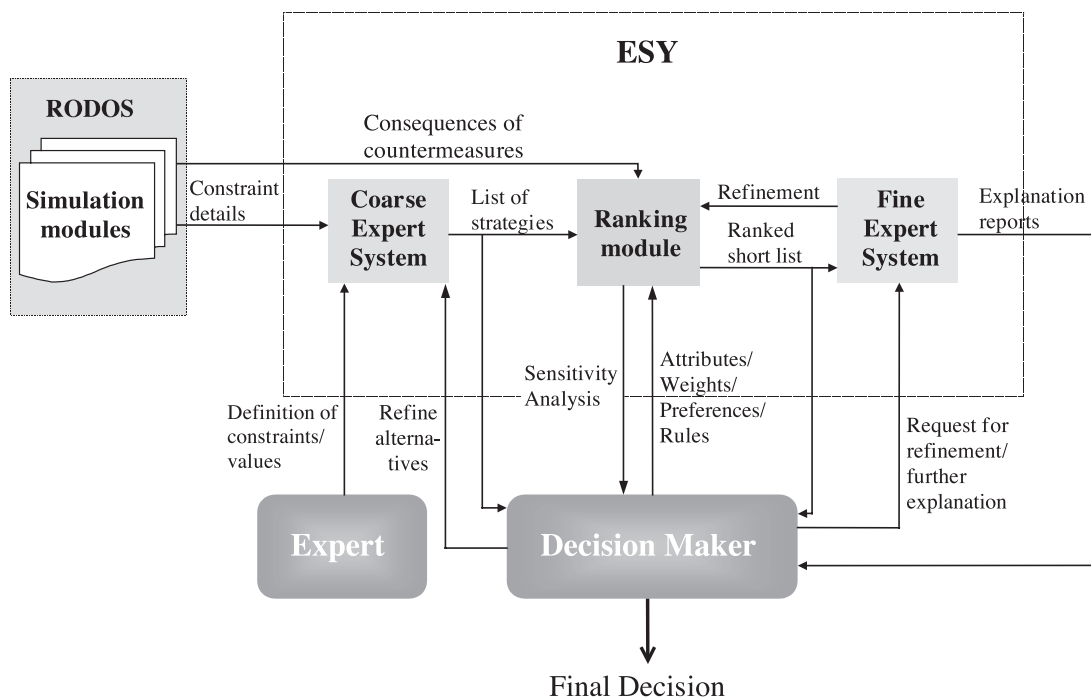 ESY
RODOS
Simulation
modules
Consequences of
countermeasures
Constraint
details
Coarse
Expert
System
List of
strategies
Ranking
module
Refinement
Ranked
short list
Fine
Expert
System
Explanation
reports
Definition of
constraints/
values
Refine
alterna-
tives
Sensitivity
Analysis
Attributes/
Weights/
Preferences/
Rules
Request for
refinement/
further
explanation
Expert
Decision Maker
Final Decision